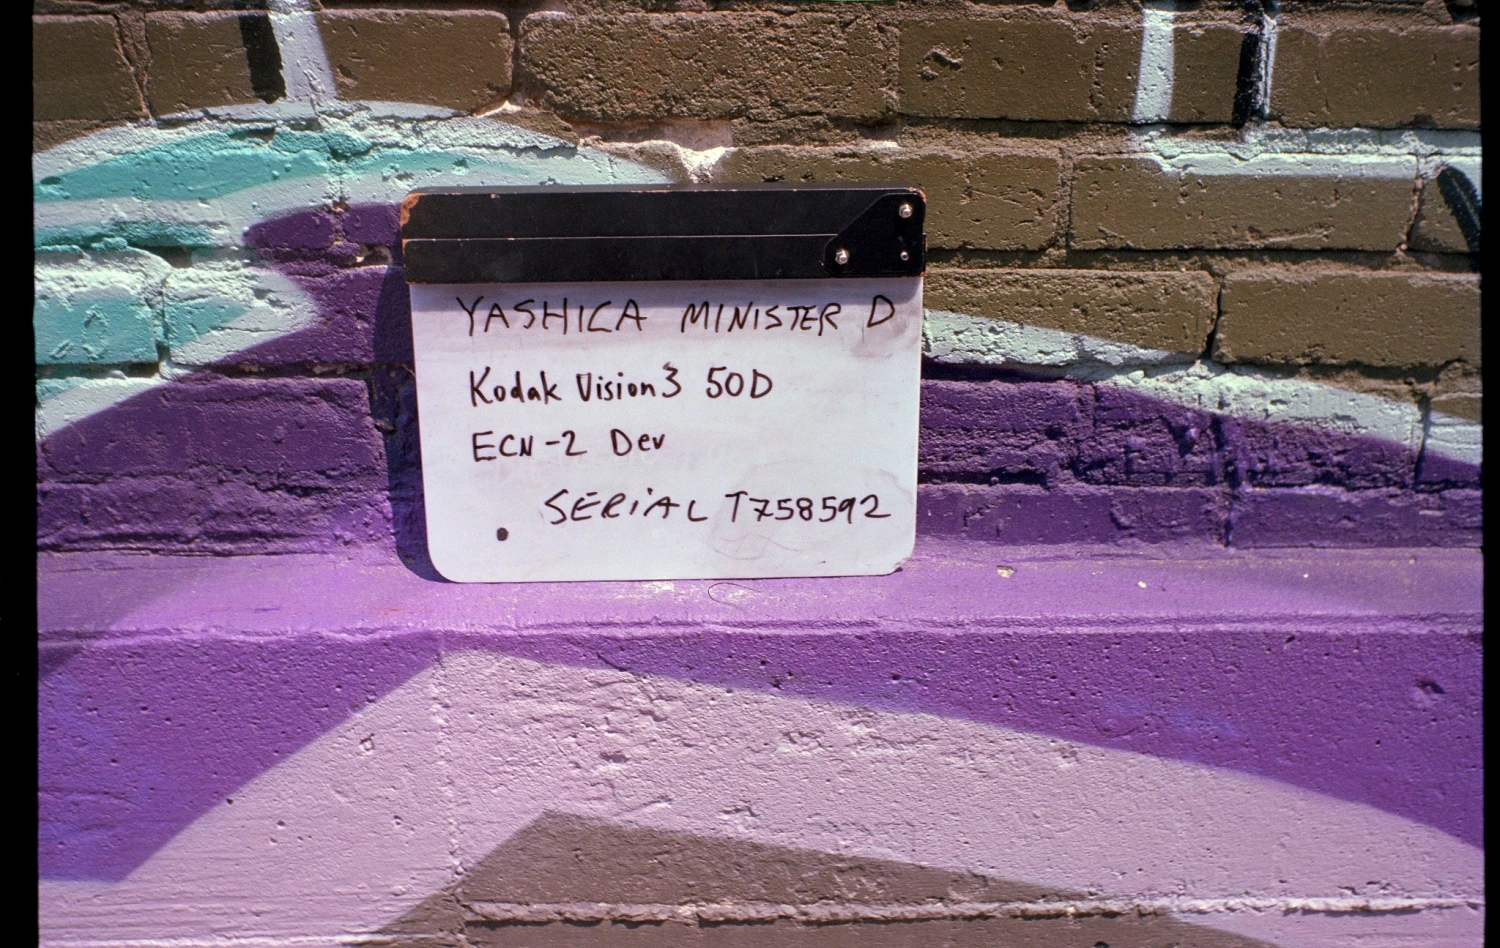 YASHICA MINISTER D
Kodak Vision3 50D
ECN-2 Dev
SERiAL T758592